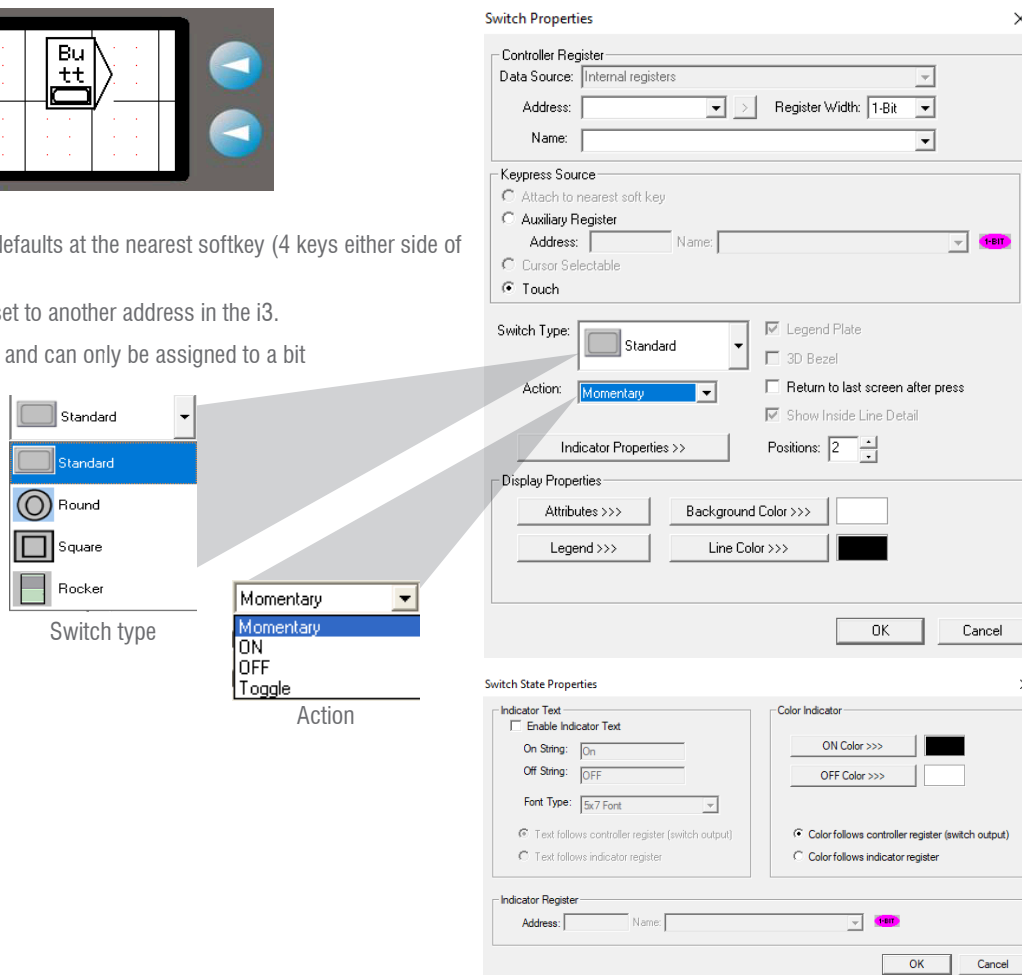 Bu
tt
defaults at the nearest softkey (4 keys either side of
set to another address in the i3.
and can only be assigned to a bit
Standard
Standard
Round
Square
Rocker
Switch type
Momentary
Momentary
ON
OFF
Toggle
Action
Switch Properties
Controller Register
Data Source: Internal registers
Address: > Register Width: 1-Bit
Name:
Keypress Source
Attach to nearest soft key
Auxiliary Register
Address: Name: 1-BIT
Cursor Selectable
Touch
Switch Type: Standard
Legend Plate
3D Bezel
Action: Momentary
Return to last screen after press
Show Inside Line Detail
Indicator Properties >> Positions: 2
Display Properties
Attributes >>> Background Color >>>
Legend >>> Line Color >>>
OK Cancel
Switch State Properties
Indicator Text
Enable Indicator Text
On String: On
Off String: OFF
Font Type: 5x7 Font
Text follows controller register (switch output)
Text follows indicator register
Color Indicator
ON Color >>>
OFF Color >>>
Color follows controller register (switch output)
Color follows indicator register
Indicator Register
Address: Name: 1-BIT
OK Cancel